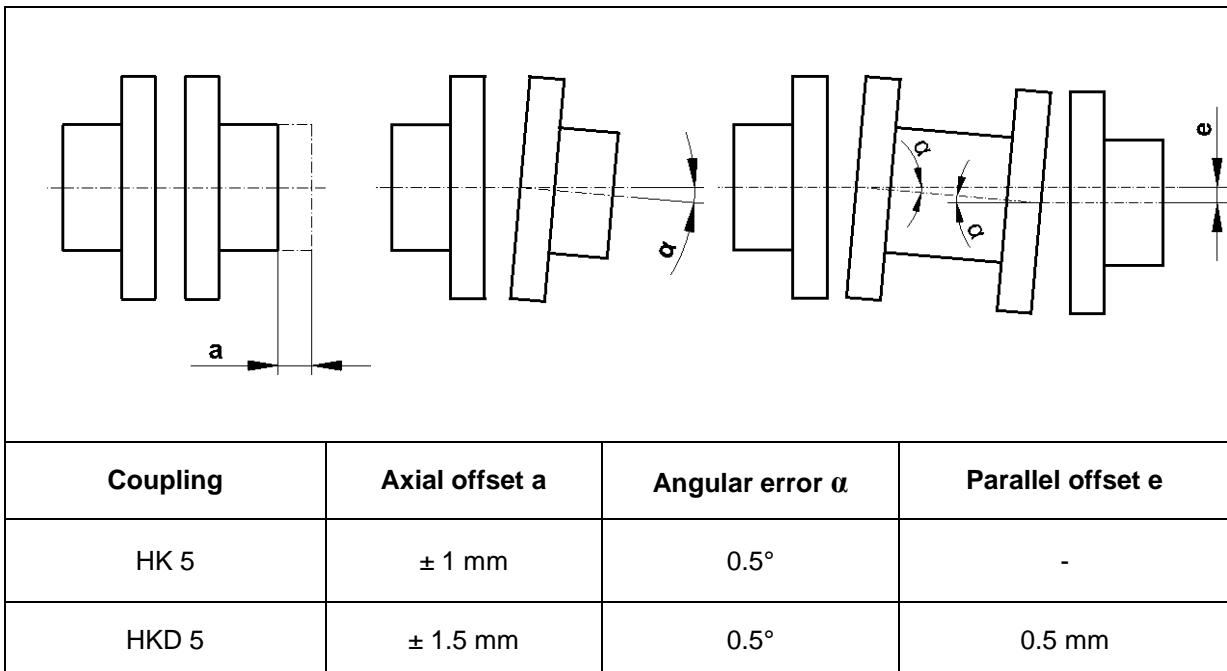 a
α
α
α
e
Coupling Axial offset a Angular error α Parallel offset e
HK 5 ± 1 mm 0.5° -
HKD 5 ± 1.5 mm 0.5° 0.5 mm